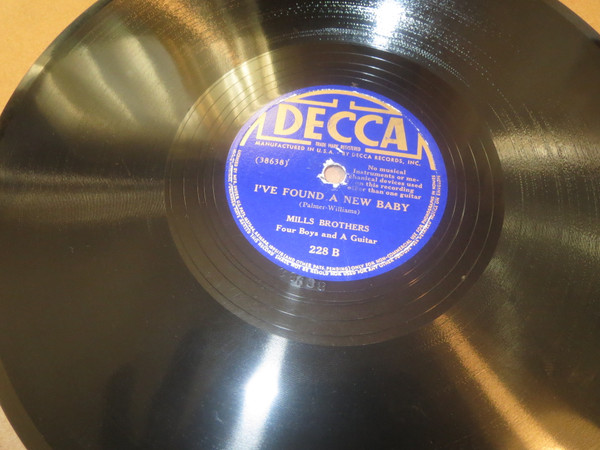 DECCA
TRADE MARK REGISTERED
MANUFACTURED IN U.S.A. BY DECCA RECORDS, INC.
(38638)
No musical
instruments or me-
chanical devices used
on this recording
other than one guitar
I'VE FOUND A NEW BABY
(Palmer-Williams)
MILLS BROTHERS
Four Boys and A Guitar
228 B